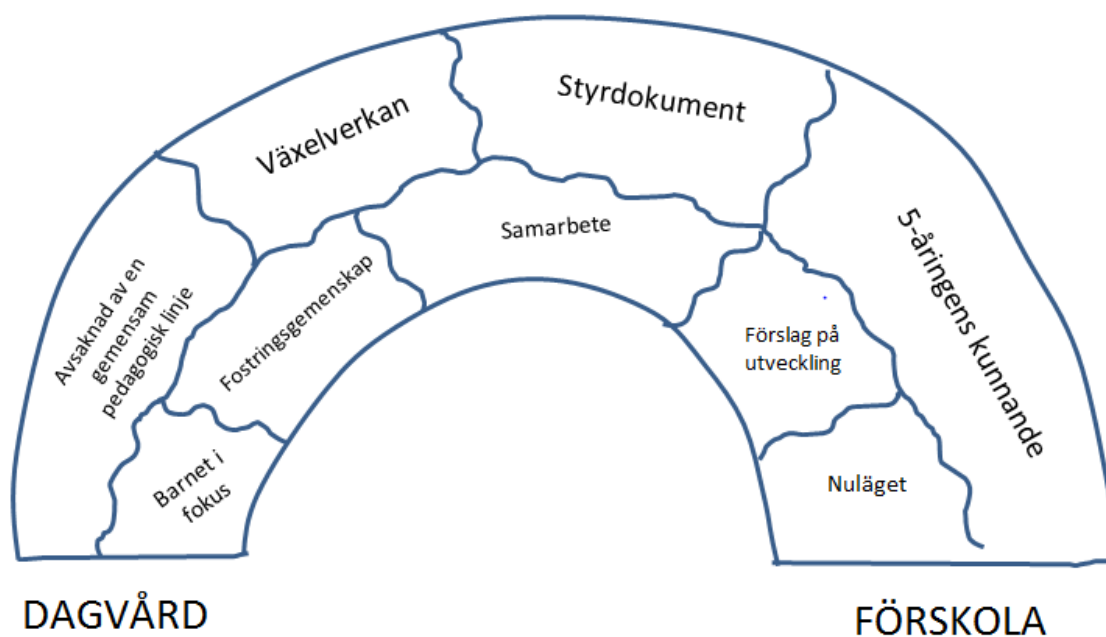 Avsaknad av en
gemensam
pedagogisk linje
Växelverkan
Styrdokument
5-åringens kunnande
Barnet i
fokus
Fostringsgemenskap
Samarbete
Förslag på
utveckling
Nuläget
DAGVÅRD
FÖRSKOLA